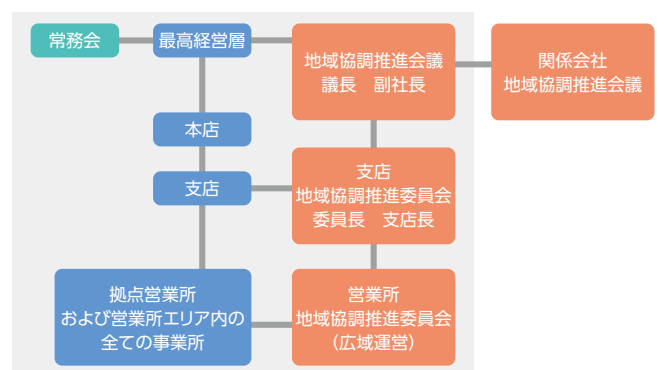 常務会
最高経営層
地域協調推進会議
議長　副社長
関係会社
地域協調推進会議
本店
支店
支店
地域協調推進委員会
委員長　支店長
拠点営業所
および営業所エリア内の
全ての事業所
営業所
地域協調推進委員会
（広域運営）